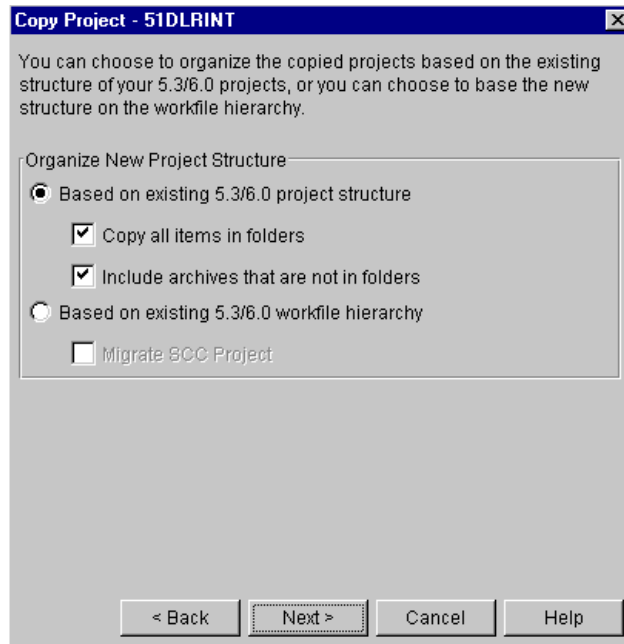 Copy Project - 51DLRINT
You can choose to organize the copied projects based on the existing
structure of your 5.3/6.0 projects, or you can choose to base the new
structure on the workfile hierarchy.
Organize New Project Structure
Based on existing 5.3/6.0 project structure
Copy all items in folders
Include archives that are not in folders
Based on existing 5.3/6.0 workfile hierarchy
Migrate SCC Project
< Back Next > Cancel Help